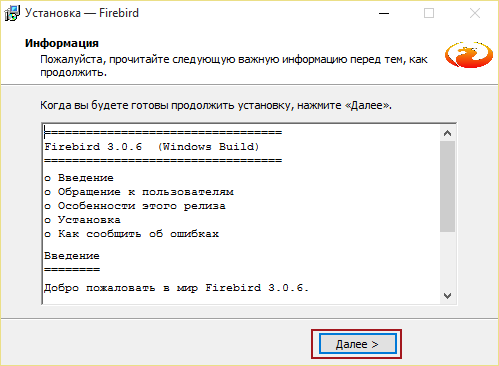 Установка — Firebird
Информация
Пожалуйста, прочитайте следующую важную информацию перед тем, как
продолжить.
Когда вы будете готовы продолжить установку, нажмите «Далее».
==================================
Firebird 3.0.6  (Windows Build)
==================================
o Введение
o Обращение к пользователям
o Особенности этого релиза
o Установка
o Как сообщить об ошибках
Введение
========
Добро пожаловать в мир Firebird 3.0.6.
Далее >